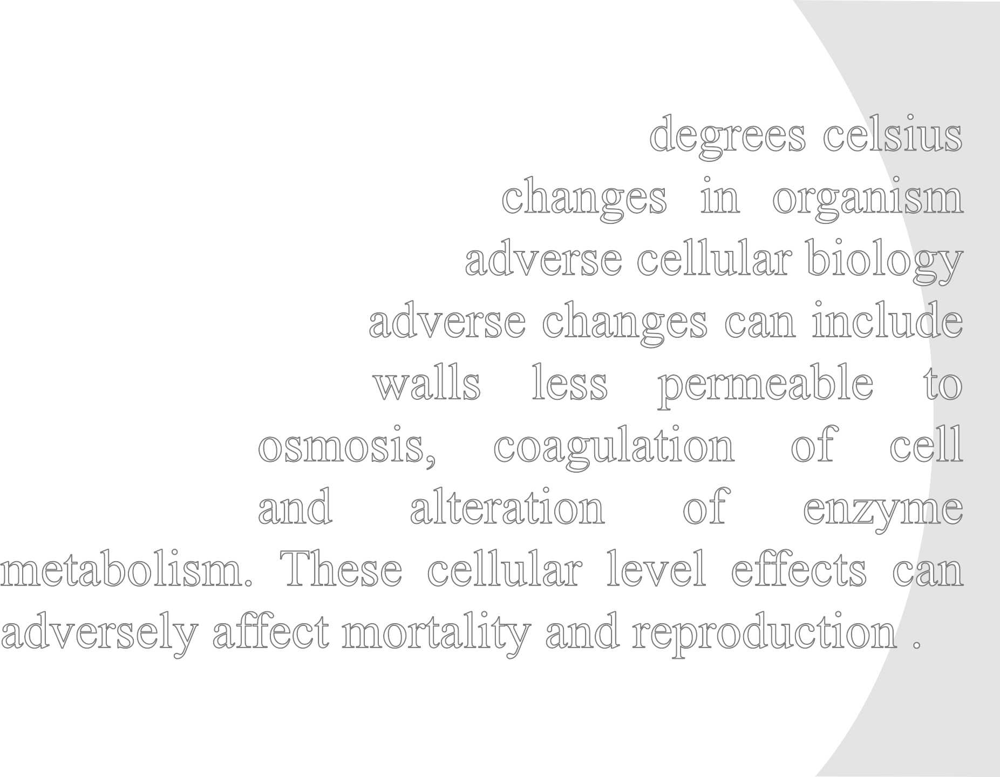 degrees celsius
changes in organism
adverse cellular biology
adverse changes can include
walls less permeable to
osmosis, coagulation of cell
and alteration of enzyme
metabolism. These cellular level effects can
adversely affect mortality and reproduction .